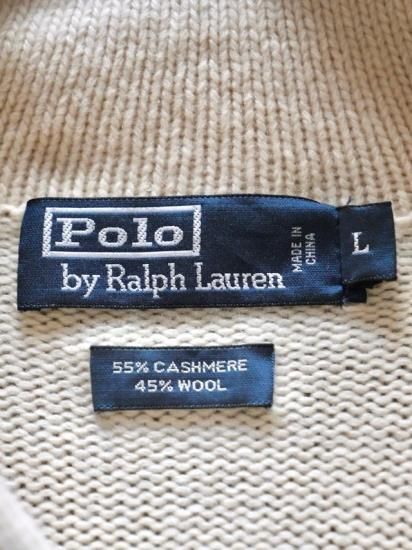 Polo
by Ralph Lauren
MADE IN
CHINA
L
55% CASHMERE
45% WOOL